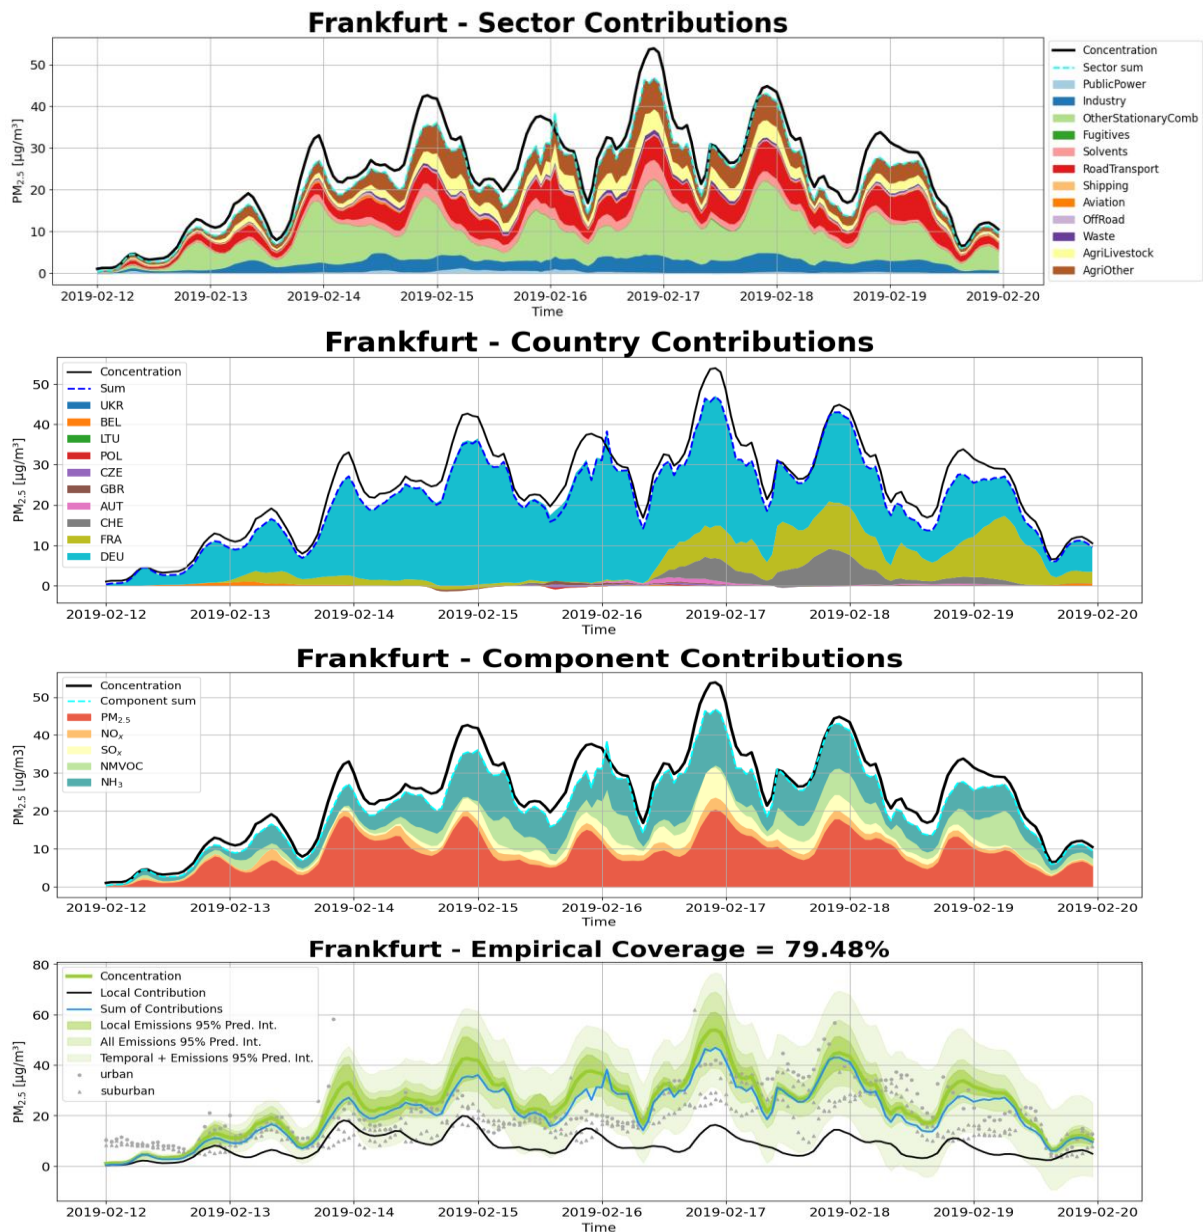 Frankfurt - Sector Contributions
PM2.5 [µg/m³]
50
40
30
20
10
0
2019-02-12 2019-02-13 2019-02-14 2019-02-15 2019-02-16 2019-02-17 2019-02-18 2019-02-19 2019-02-20
Time
Concentration
Sector sum
PublicPower
Industry
OtherStationaryComb
Fugitives
Solvents
RoadTransport
Shipping
Aviation
OffRoad
Waste
AgriLivestock
AgriOther
Frankfurt - Country Contributions
PM2.5 [µg/m³]
50
40
30
20
10
0
Concentration
Sum
UKR
BEL
LTU
POL
CZE
GBR
AUT
CHE
FRA
DEU
2019-02-12 2019-02-13 2019-02-14 2019-02-15 2019-02-16 2019-02-17 2019-02-18 2019-02-19 2019-02-20
Time
Frankfurt - Component Contributions
PM2.5 [ug/m3]
50
40
30
20
10
0
Concentration
Component sum
PM2.5
NOx
SOx
NMVOC
NH3
2019-02-12 2019-02-13 2019-02-14 2019-02-15 2019-02-16 2019-02-17 2019-02-18 2019-02-19 2019-02-20
Time
Frankfurt - Empirical Coverage = 79.48%
PM2.5 [µg/m³]
80
60
40
20
0
Concentration
Local Contribution
Sum of Contributions
Local Emissions 95% Pred. Int.
All Emissions 95% Pred. Int.
Temporal + Emissions 95% Pred. Int.
urban
suburban
2019-02-12 2019-02-13 2019-02-14 2019-02-15 2019-02-16 2019-02-17 2019-02-18 2019-02-19 2019-02-20
Time